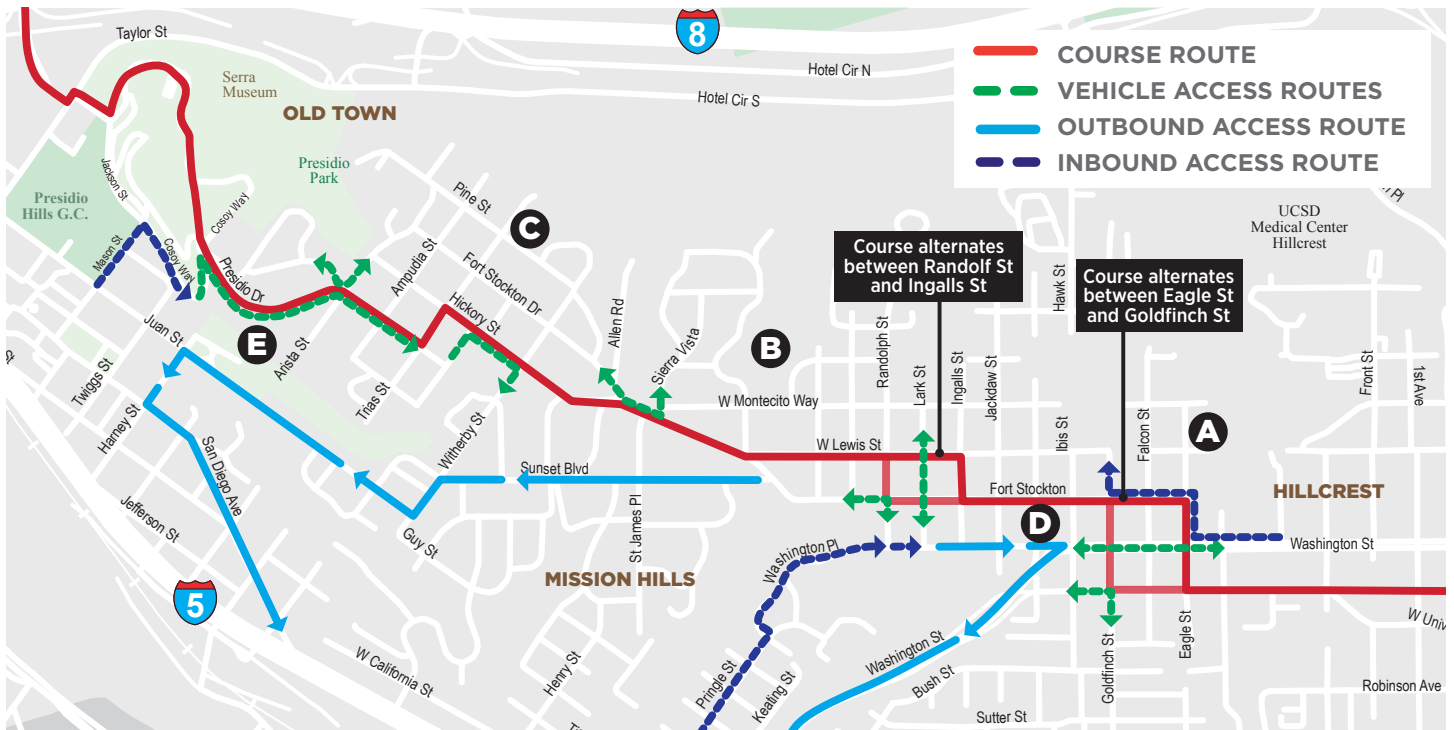 8
COURSE ROUTE
VEHICLE ACCESS ROUTES
OUTBOUND ACCESS ROUTE
INBOUND ACCESS ROUTE
Taylor St
Hotel Cir N
Hotel Cir S
Serra
Museum
OLD TOWN
Presidio
Park
Presidio
Hills G.C.
Jackson St
Cosoy Way
Mason St
Cosoy Way
Presidio Dr
Pine St
C
Ampudia St
Fort Stockton Dr
Hickory St
UCSD
Medical Center
Hillcrest
Pl
Course alternates
between Randolf St
and Ingalls St
Hawk St
Course alternates
between Eagle St
and Goldfinch St
Juan St
E
Arista St
Allen Rd
Sierra Vista
B
Randolph St
Lark St
Ingalls St
Jackdaw St
Front St
1st Ave
St
Twiggs St
Trias St
W Montecito Way
Ibis St
Falcon St
A
Harney St
San Diego Ave
Witherby St
Sunset Blvd
W Lewis St
Fort Stockton
HILLCREST
Jefferson St
Guy St
St James Pl
Washington Pl
D
Washington St
MISSION HILLS
5
W California St
Henry St
Pringle St
Keating St
Washington St
Bush St
Goldfinch St
Eagle St
W Univ
Robinson Ave
Sutter St